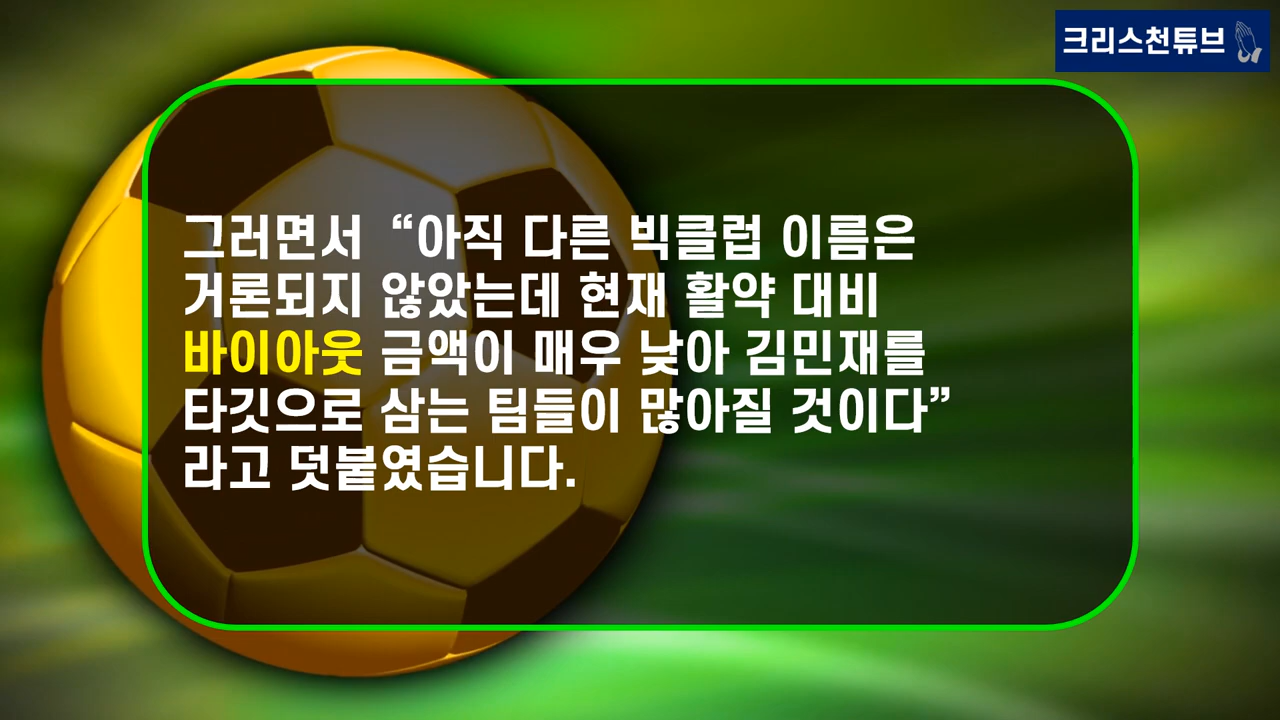 크리스천튜브
그러면서 “아직 다른 빅클럽 이름은
거론되지 않았는데 현재 활약 대비
바이아웃 금액이 매우 낮아 김민재를
타깃으로 삼는 팀들이 많아질 것이다”
라고 덧붙였습니다.